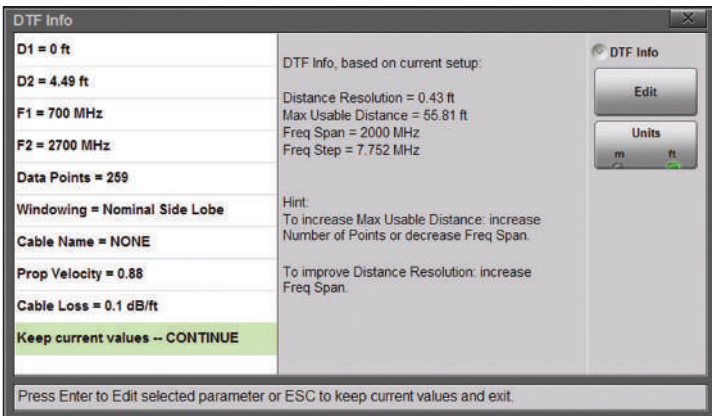 DTF Info
D1 = 0 ft
D2 = 4.49 ft
F1 = 700 MHz
F2 = 2700 MHz
Data Points = 259
Windowing = Nominal Side Lobe
Cable Name = NONE
Prop Velocity = 0.88
Cable Loss = 0.1 dB/ft
Keep current values -- CONTINUE
DTF Info, based on current setup:
Distance Resolution = 0.43 ft
Max Usable Distance = 55.81 ft
Freq Span = 2000 MHz
Freq Step = 7.752 MHz
Hint:
To increase Max Usable Distance: increase
Number of Points or decrease Freq Span.
To improve Distance Resolution: increase
Freq Span.
DTF Info
Edit
Units
m ft
Press Enter to Edit selected parameter or ESC to keep current values and exit.